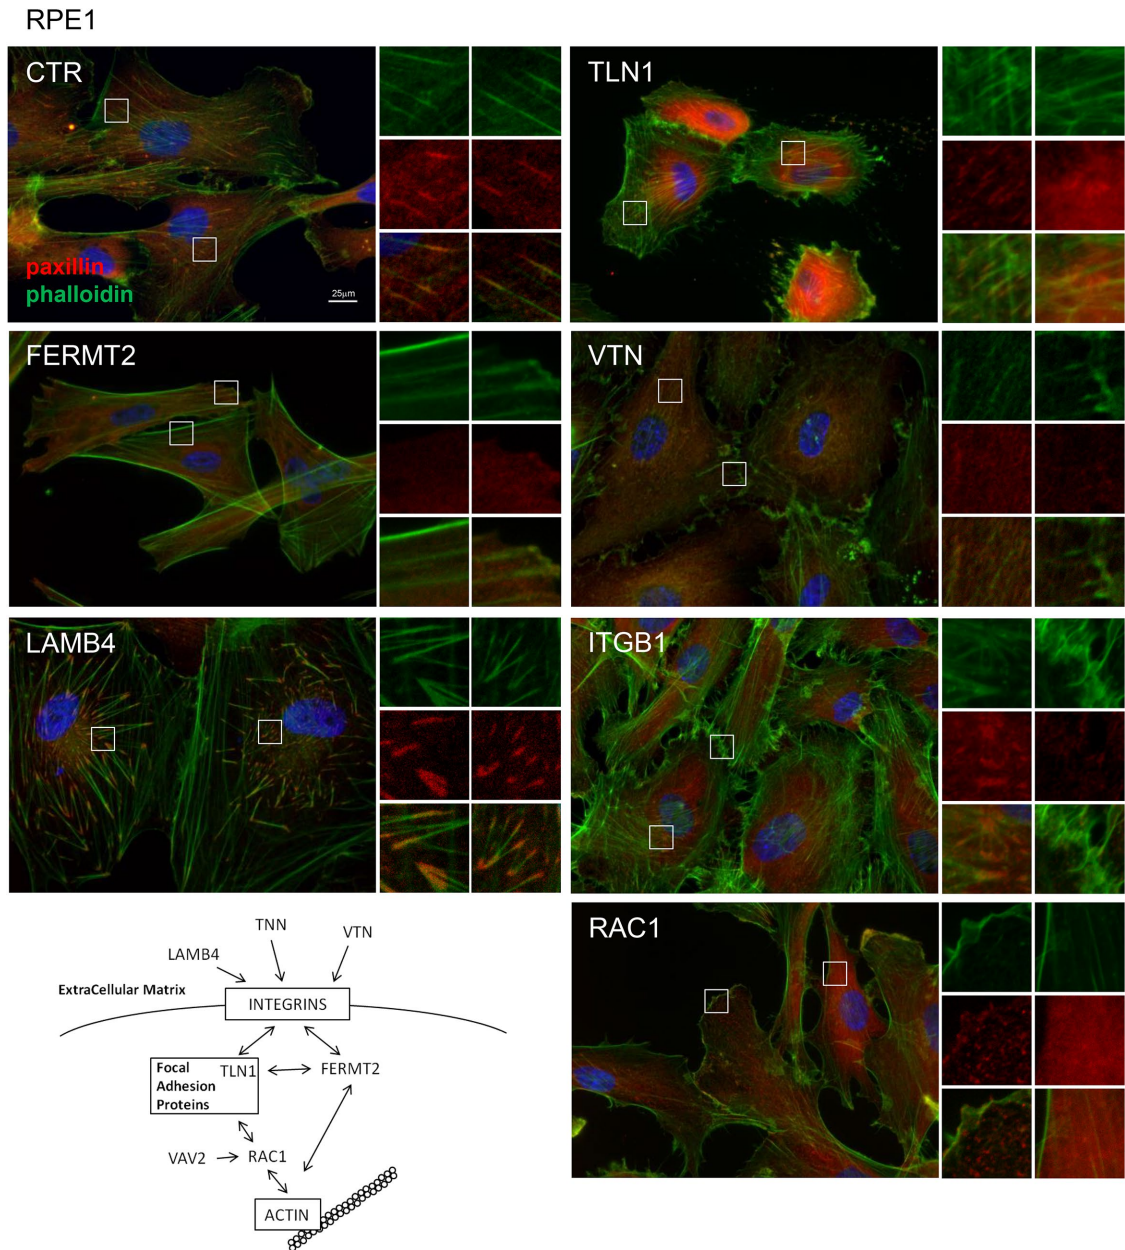 RPE1
CTR
paxillin
phalloidin
25µm
TLN1
FERMT2
VTN
LAMB4
ITGB1
RAC1
TNN
VTN
LAMB4
ExtraCellular Matrix
INTEGRINS
Focal
Adhesion
Proteins
TLN1
FERMT2
VAV2
RAC1
ACTIN